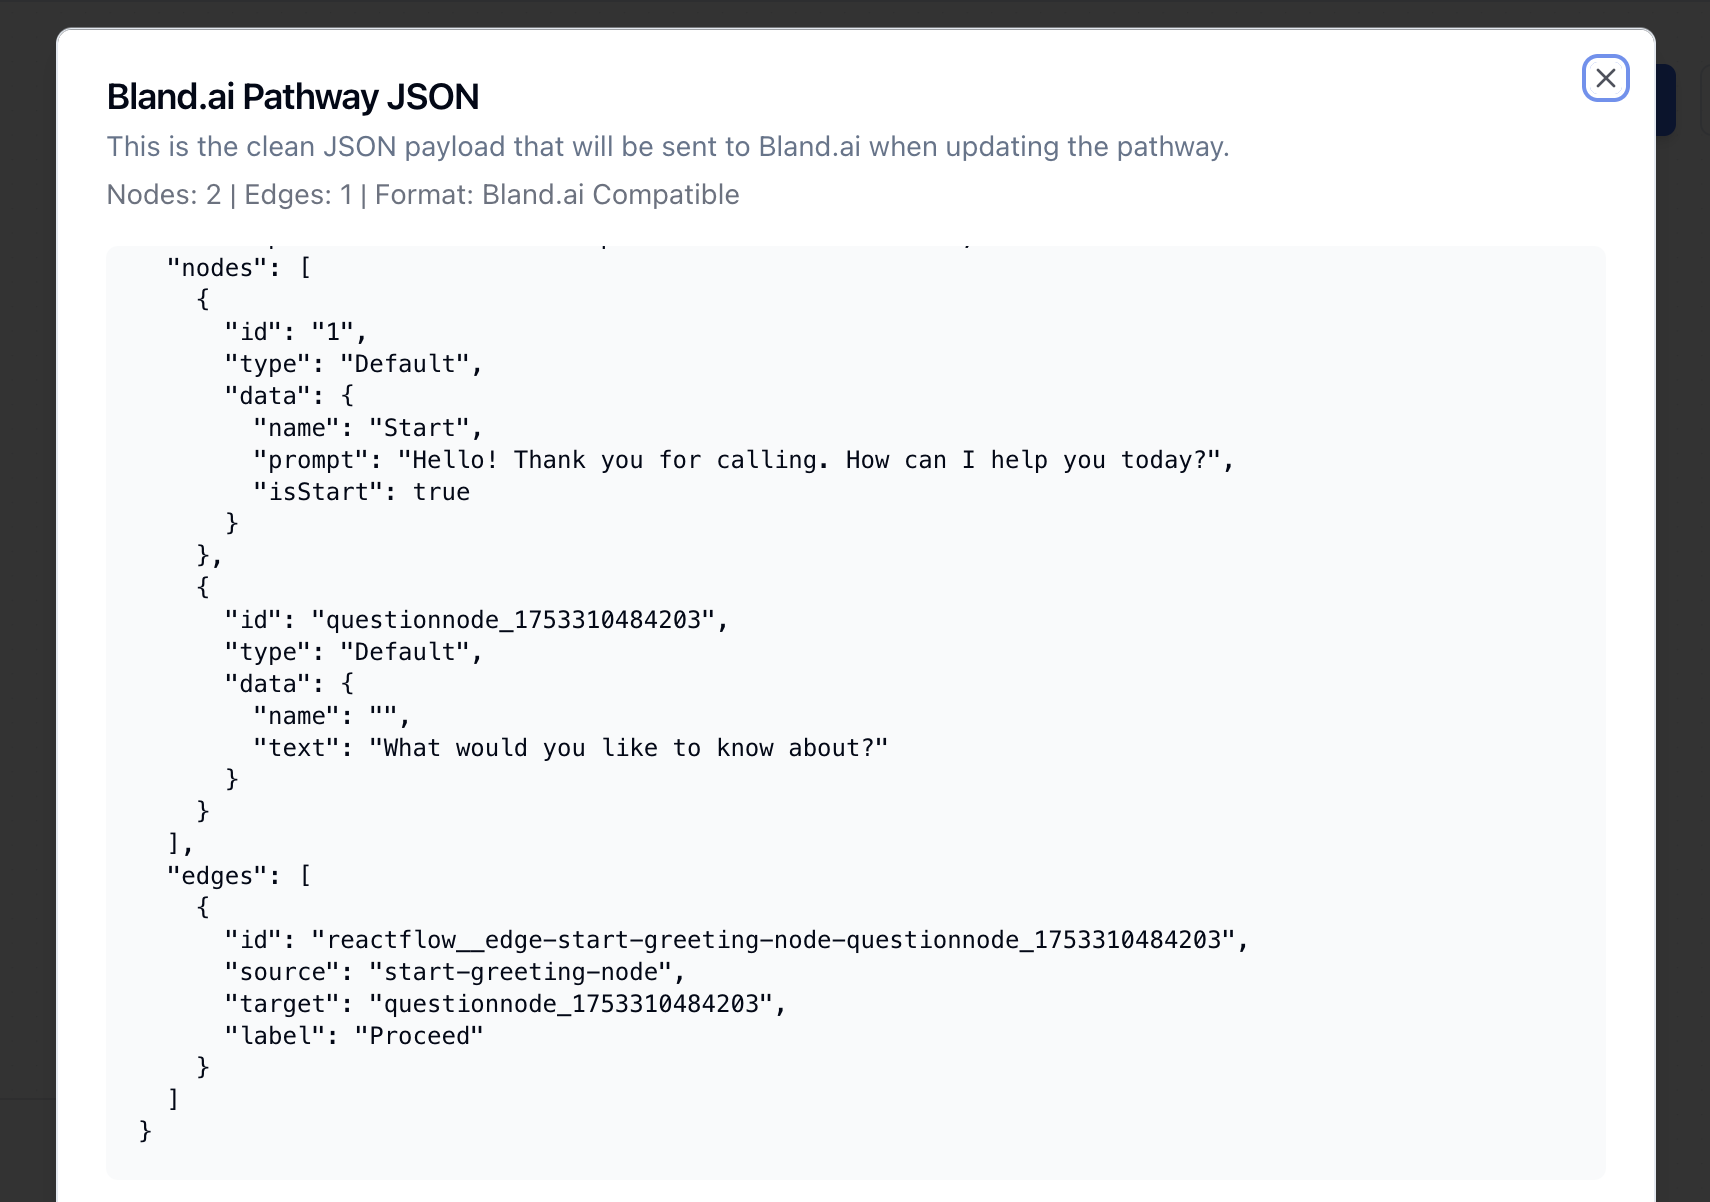 Bland.ai Pathway JSON
This is the clean JSON payload that will be sent to Bland.ai when updating the pathway.
Nodes: 2 | Edges: 1 | Format: Bland.ai Compatible
"nodes": [
{
"id": "1",
"type": "Default",
"data": {
"name": "Start",
"prompt": "Hello! Thank you for calling. How can I help you today?",
"isStart": true
}
},
{
"id": "questionnode_1753310484203",
"type": "Default",
"data": {
"name": "",
"text": "What would you like to know about?"
}
}
],
"edges": [
{
"id": "reactflow__edge-start-greeting-node-questionnode_1753310484203",
"source": "start-greeting-node",
"target": "questionnode_1753310484203",
"label": "Proceed"
}
]
}